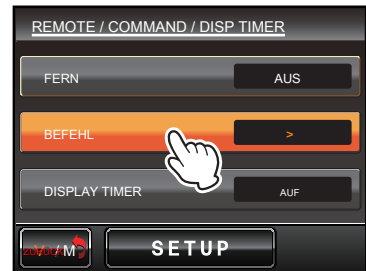 REMOTE / COMMAND / DISP TIMER
FERN AUS
BEFEHL >
DISPLAY TIMER AUF
SETUP